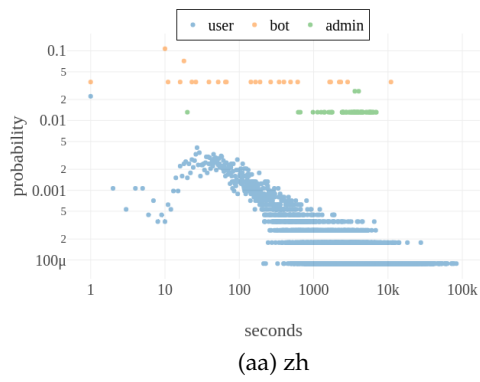 user bot admin
0.1
5
2
0.01
5
2
0.001
5
2
100μ
1 10 100 1000 10k 100k
probability
seconds
(aa) zh